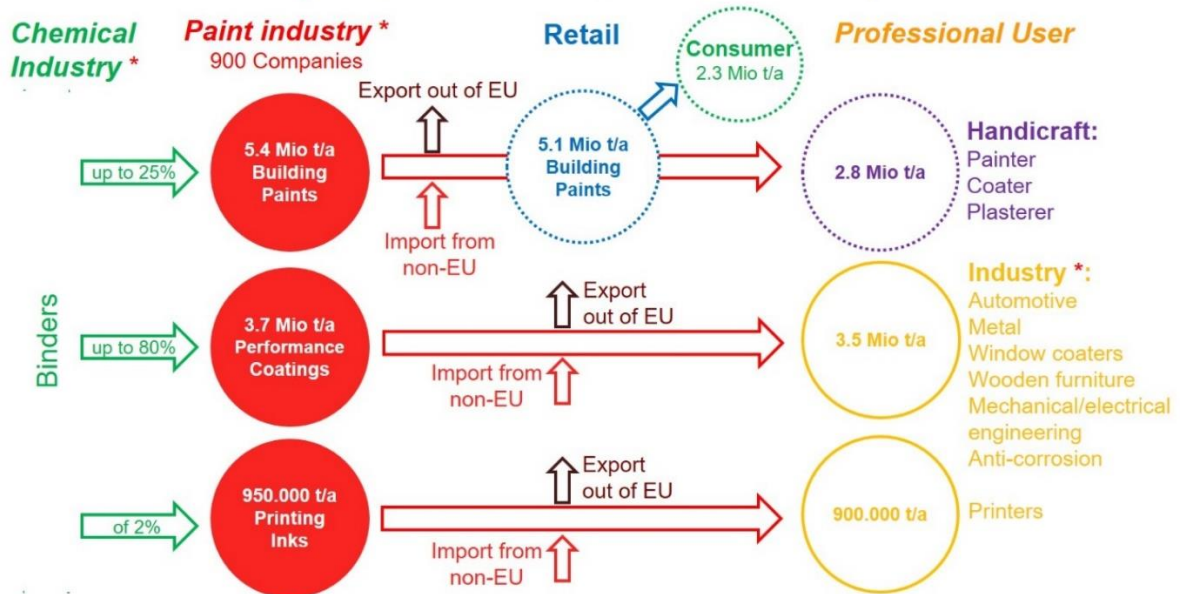 Chemical
Industry *
Paint industry *
900 Companies
Retail
Consumer
2.3 Mio t/a
Professional User
Export out of EU
up to 25%
5.4 Mio t/a
Building
Paints
5.1 Mio t/a
Building
Paints
2.8 Mio t/a
Handicraft:
Painter
Coater
Plasterer
Import from
non-EU
Binders
up to 80%
3.7 Mio t/a
Performance
Coatings
Export
out of EU
Import from
non-EU
3.5 Mio t/a
Industry *:
Automotive
Metal
Window coaters
Wooden furniture
Mechanical/electrical
engineering
Anti-corrosion
of 2%
950.000 t/a
Printing
Inks
Export
out of EU
Import from
non-EU
900.000 t/a
Printers